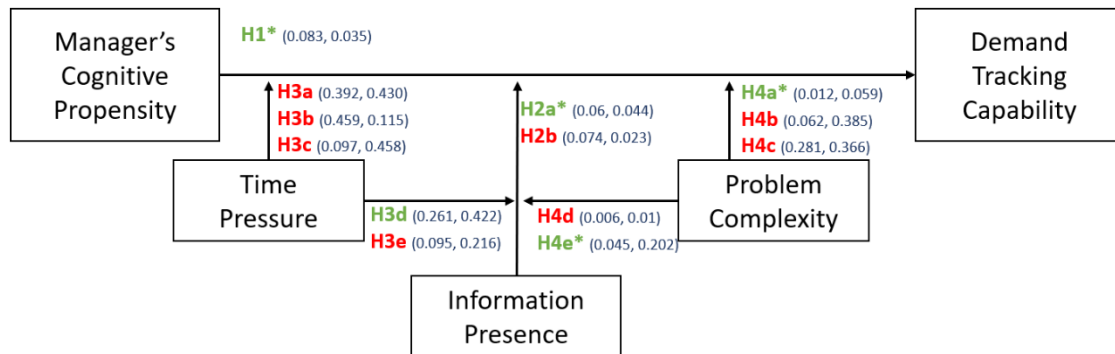 Manager's
Cognitive
Propensity
H1* (0.083, 0.035)
Demand
Tracking
Capability
H3a (0.392, 0.430)
H3b (0.459, 0.115)
H3c (0.097, 0.458)
H2a* (0.06, 0.044)
H2b (0.074, 0.023)
H4a* (0.012, 0.059)
H4b (0.062, 0.385)
H4c (0.281, 0.366)
Time
Pressure
Problem
Complexity
H3d (0.261, 0.422)
H3e (0.095, 0.216)
H4d (0.006, 0.01)
H4e* (0.045, 0.202)
Information
Presence